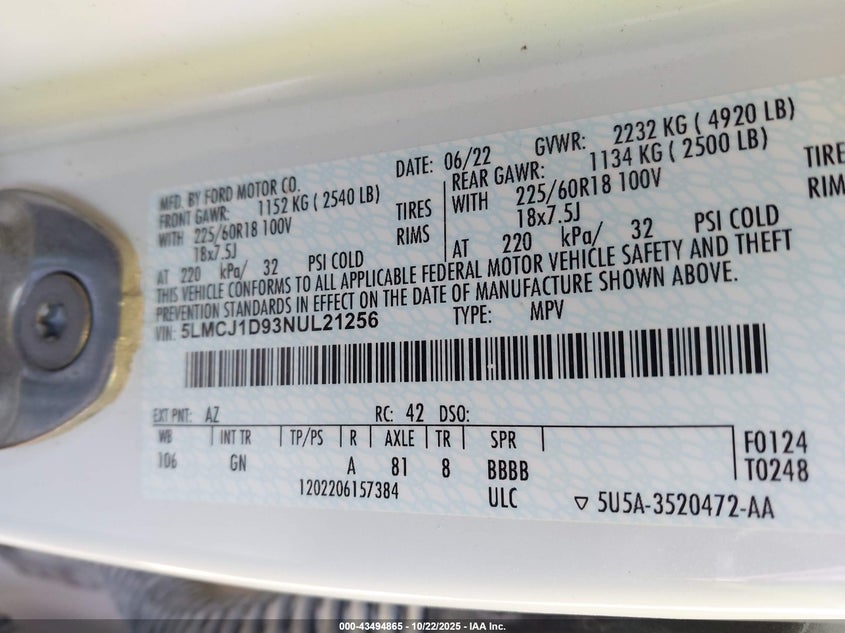 MFD. BY FORD MOTOR CO. DATE: 06/22 GVWR: 2232 KG ( 4920 LB)
FRONT GAWR: 1152 KG ( 2540 LB) REAR GAWR: 1134 KG ( 2500 LB)
WITH 225/60R18 100V TIRES WITH 225/60R18 100V TIRE
18x7.5J RIMS 18x7.5J RIMS
AT 220 kPa/ 32 PSI COLD AT 220 kPa/ 32 PSI COLD
THIS VEHICLE CONFORMS TO ALL APPLICABLE FEDERAL MOTOR VEHICLE SAFETY AND THEFT
PREVENTION STANDARDS IN EFFECT ON THE DATE OF MANUFACTURE SHOWN ABOVE.
VIN: 5LMCJ1D93NUL21256 TYPE: MPV
EXT PNT: AZ RC: 42 DSO:
WB INT TR TP/PS R AXLE TR SPR F0124
106 GN A 81 8 BBBB T0248
1202206157384 ULC ▽ 5U5A-3520472-AA
000-43494865 - 10/22/2025 - IAA Inc.